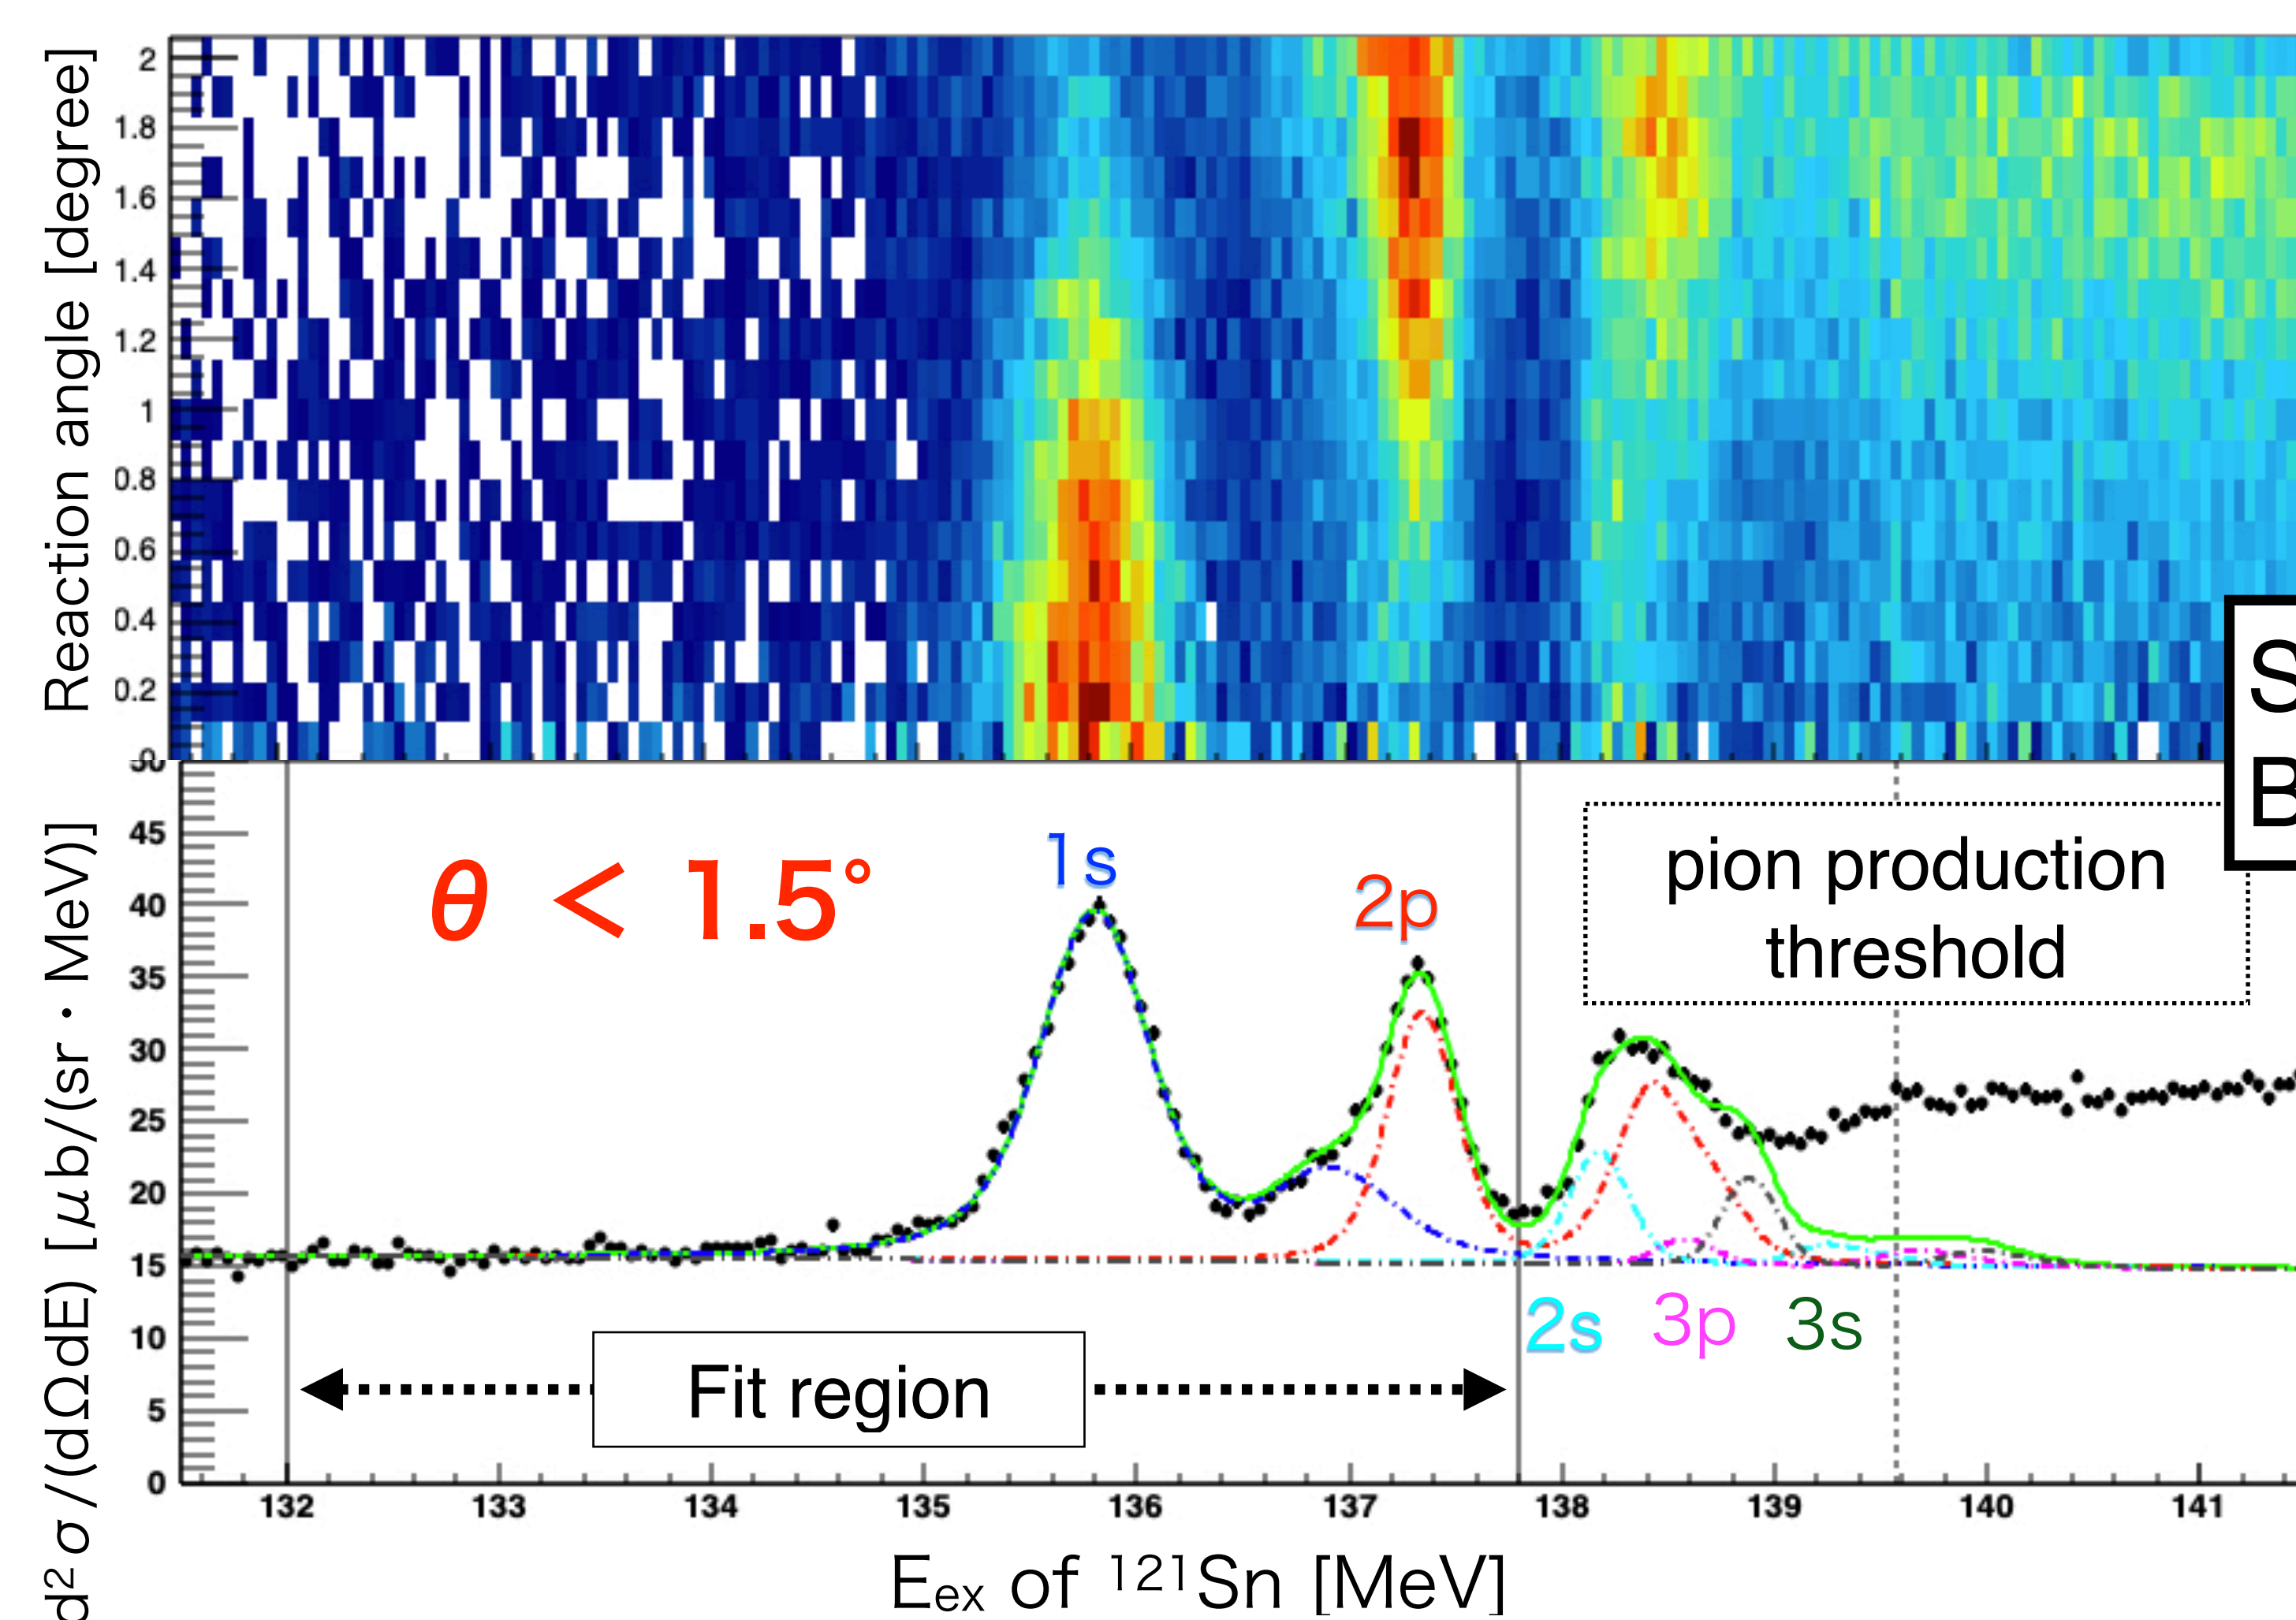 Reaction angle [degree]
2
1.8
1.6
1.4
1.2
1
0.8
0.6
0.4
0.2
0
S
B
d² σ /(dΩdE) [μb/(sr・MeV)]
50
45
40
35
30
25
20
15
10
5
0
θ < 1.5°
1s
2p
pion production
threshold
2s 3p 3s
Fit region
132 133 134 135 136 137 138 139 140 141
Eex of ¹²¹Sn [MeV]